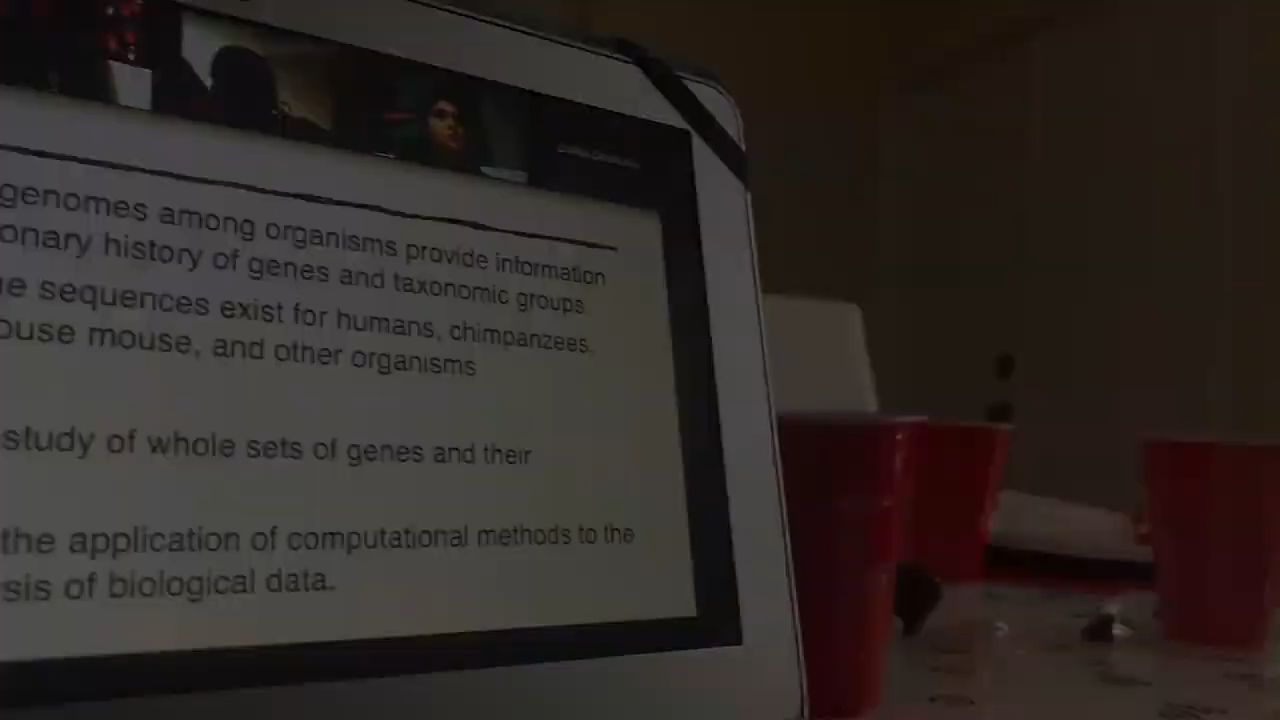 genomes among organisms provide information
onary history of genes and taxonomic groups.
e sequences exist for humans, chimpanzees,
ouse mouse, and other organisms
study of whole sets of genes and their
the application of computational methods to the
sis of biological data.